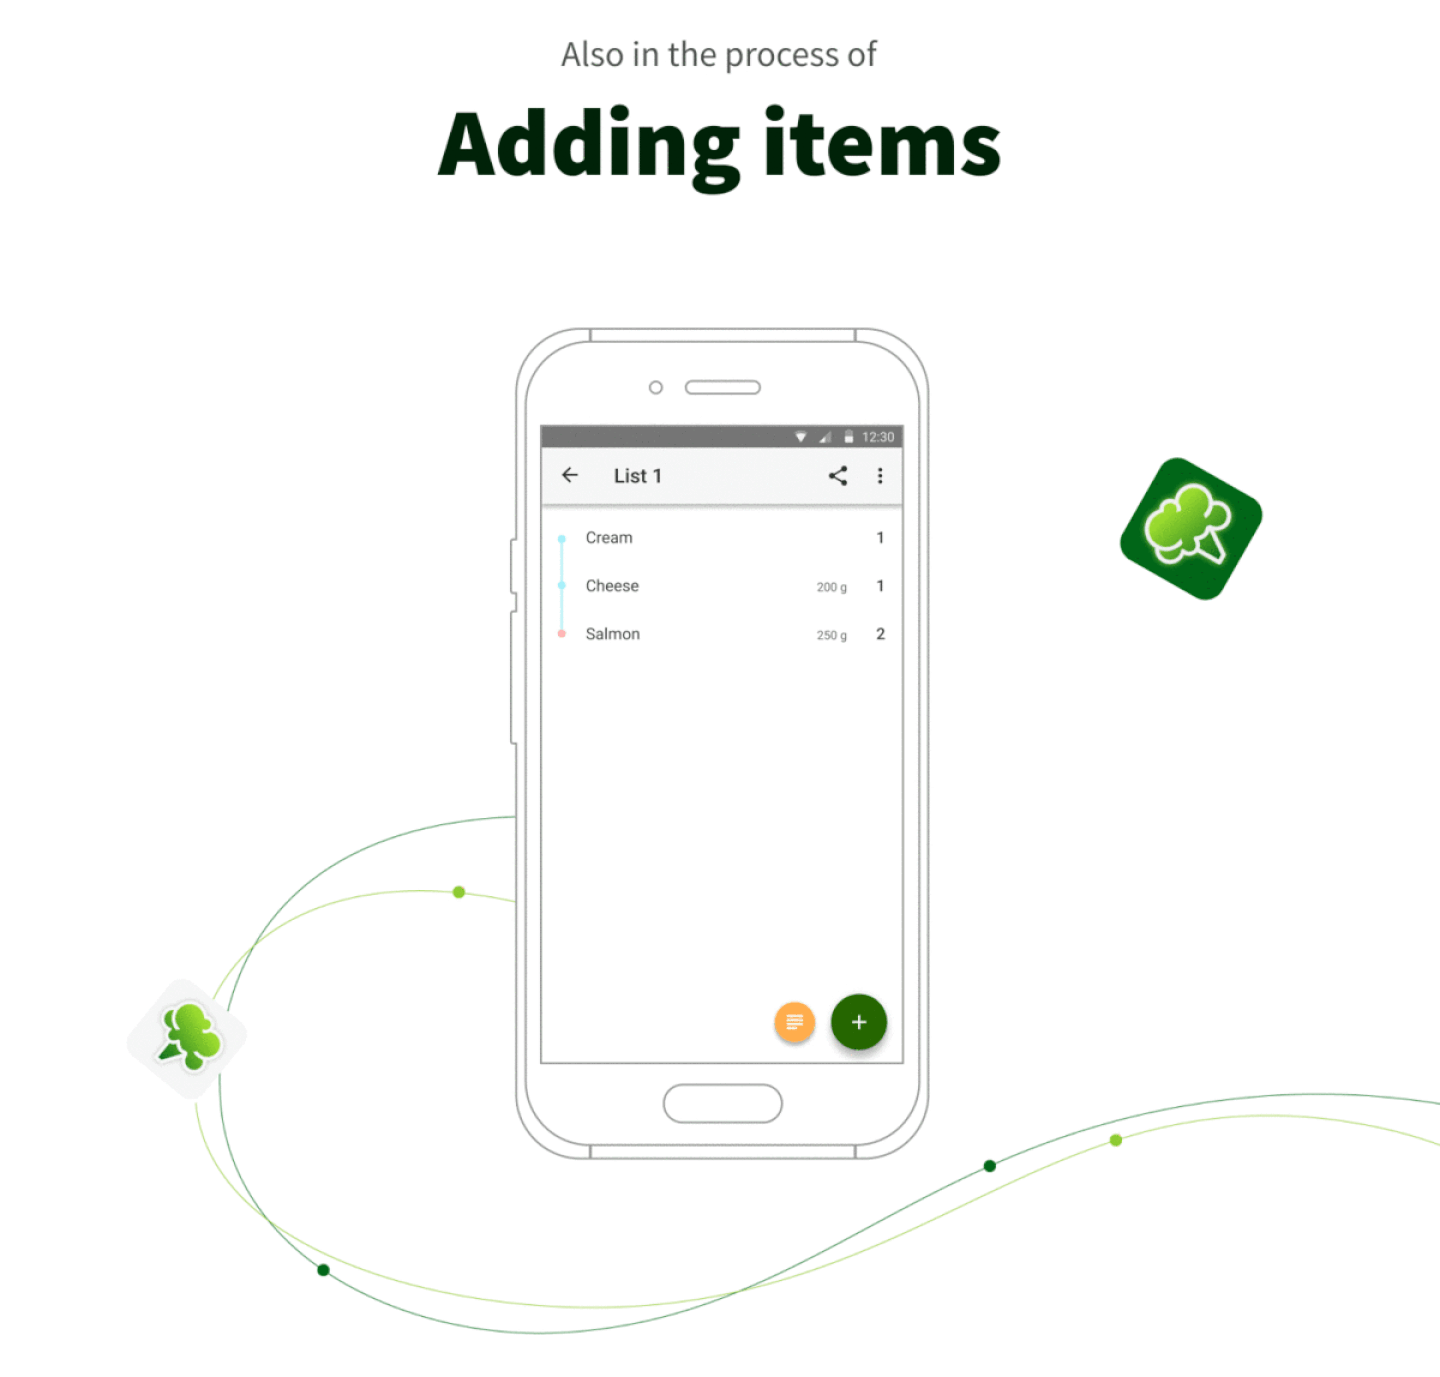 Also in the process of
Adding items
12:30
List 1
Cream 1
Cheese 200 g 1
Salmon 250 g 2